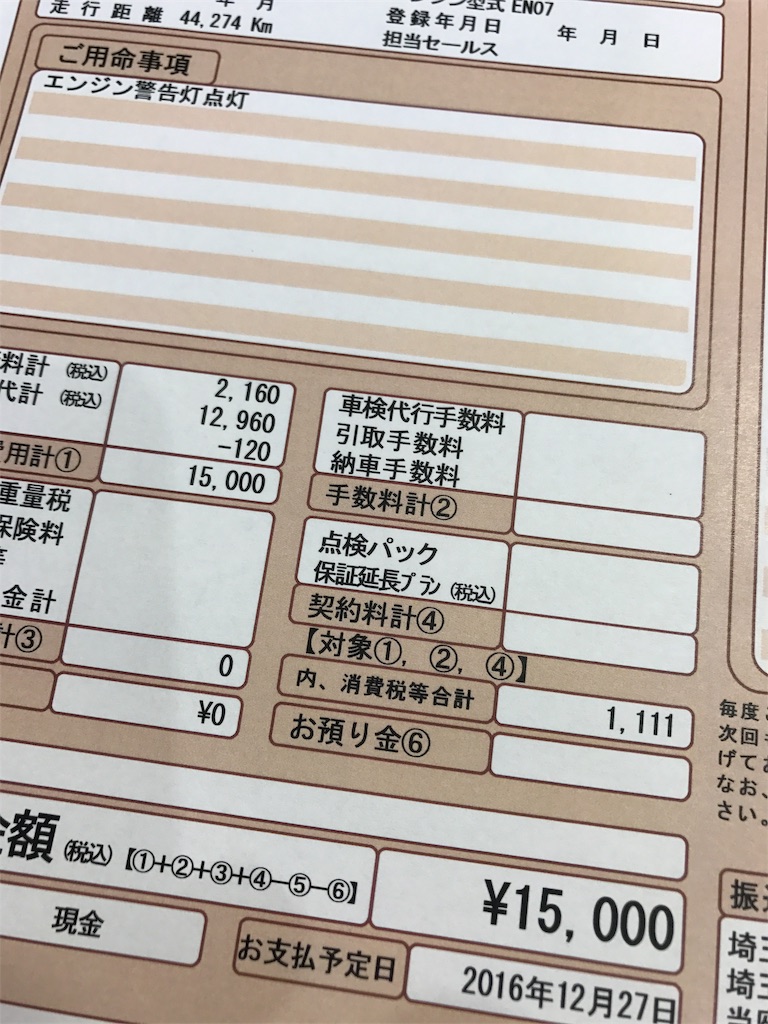 年 月
走行距離 44,274 Km
ジン型式 EN07
登録年月日 年 月 日
担当セールス
ご用命事項
エンジン警告灯点灯
料計 (税込) 2,160
代計 (税込) 12,960
-120
用計① 15,000
車検代行手数料
引取手数料
納車手数料
手数料計②
重量税
保険料
等
金計
計③ 0
¥0
点検パック
保証延長プラン (税込)
契約料計④
【対象①, ②, ④】
内、消費税等合計 1,111
お預り金⑥
毎度
次回
げてお
なお、
さい。
金額 (税込) 【①+②+③+④-⑤-⑥】 ¥15,000
現金
お支払予定日 2016年12月27日
振込
埼玉
埼玉
当座